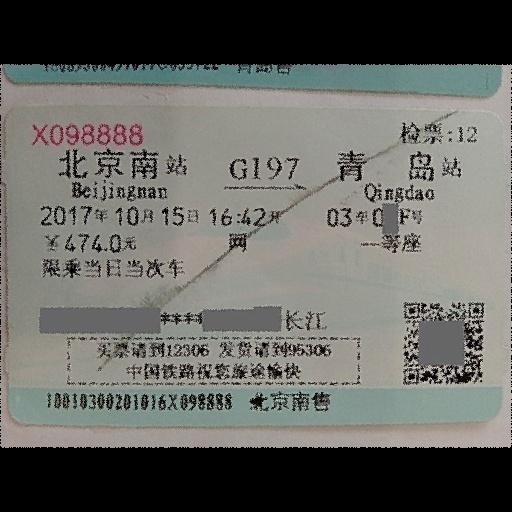 X098888 检票:12
北京南站 G197 青岛站
Beijingnan Qingdao
2017年10月15日16:42开 03车0 F号
￥474.0元 网 一等座
限乘当日当次车
****长江
买票请到12306 发货请到95306
中国铁路祝您旅途愉快
10010300201016X098888 北京南售